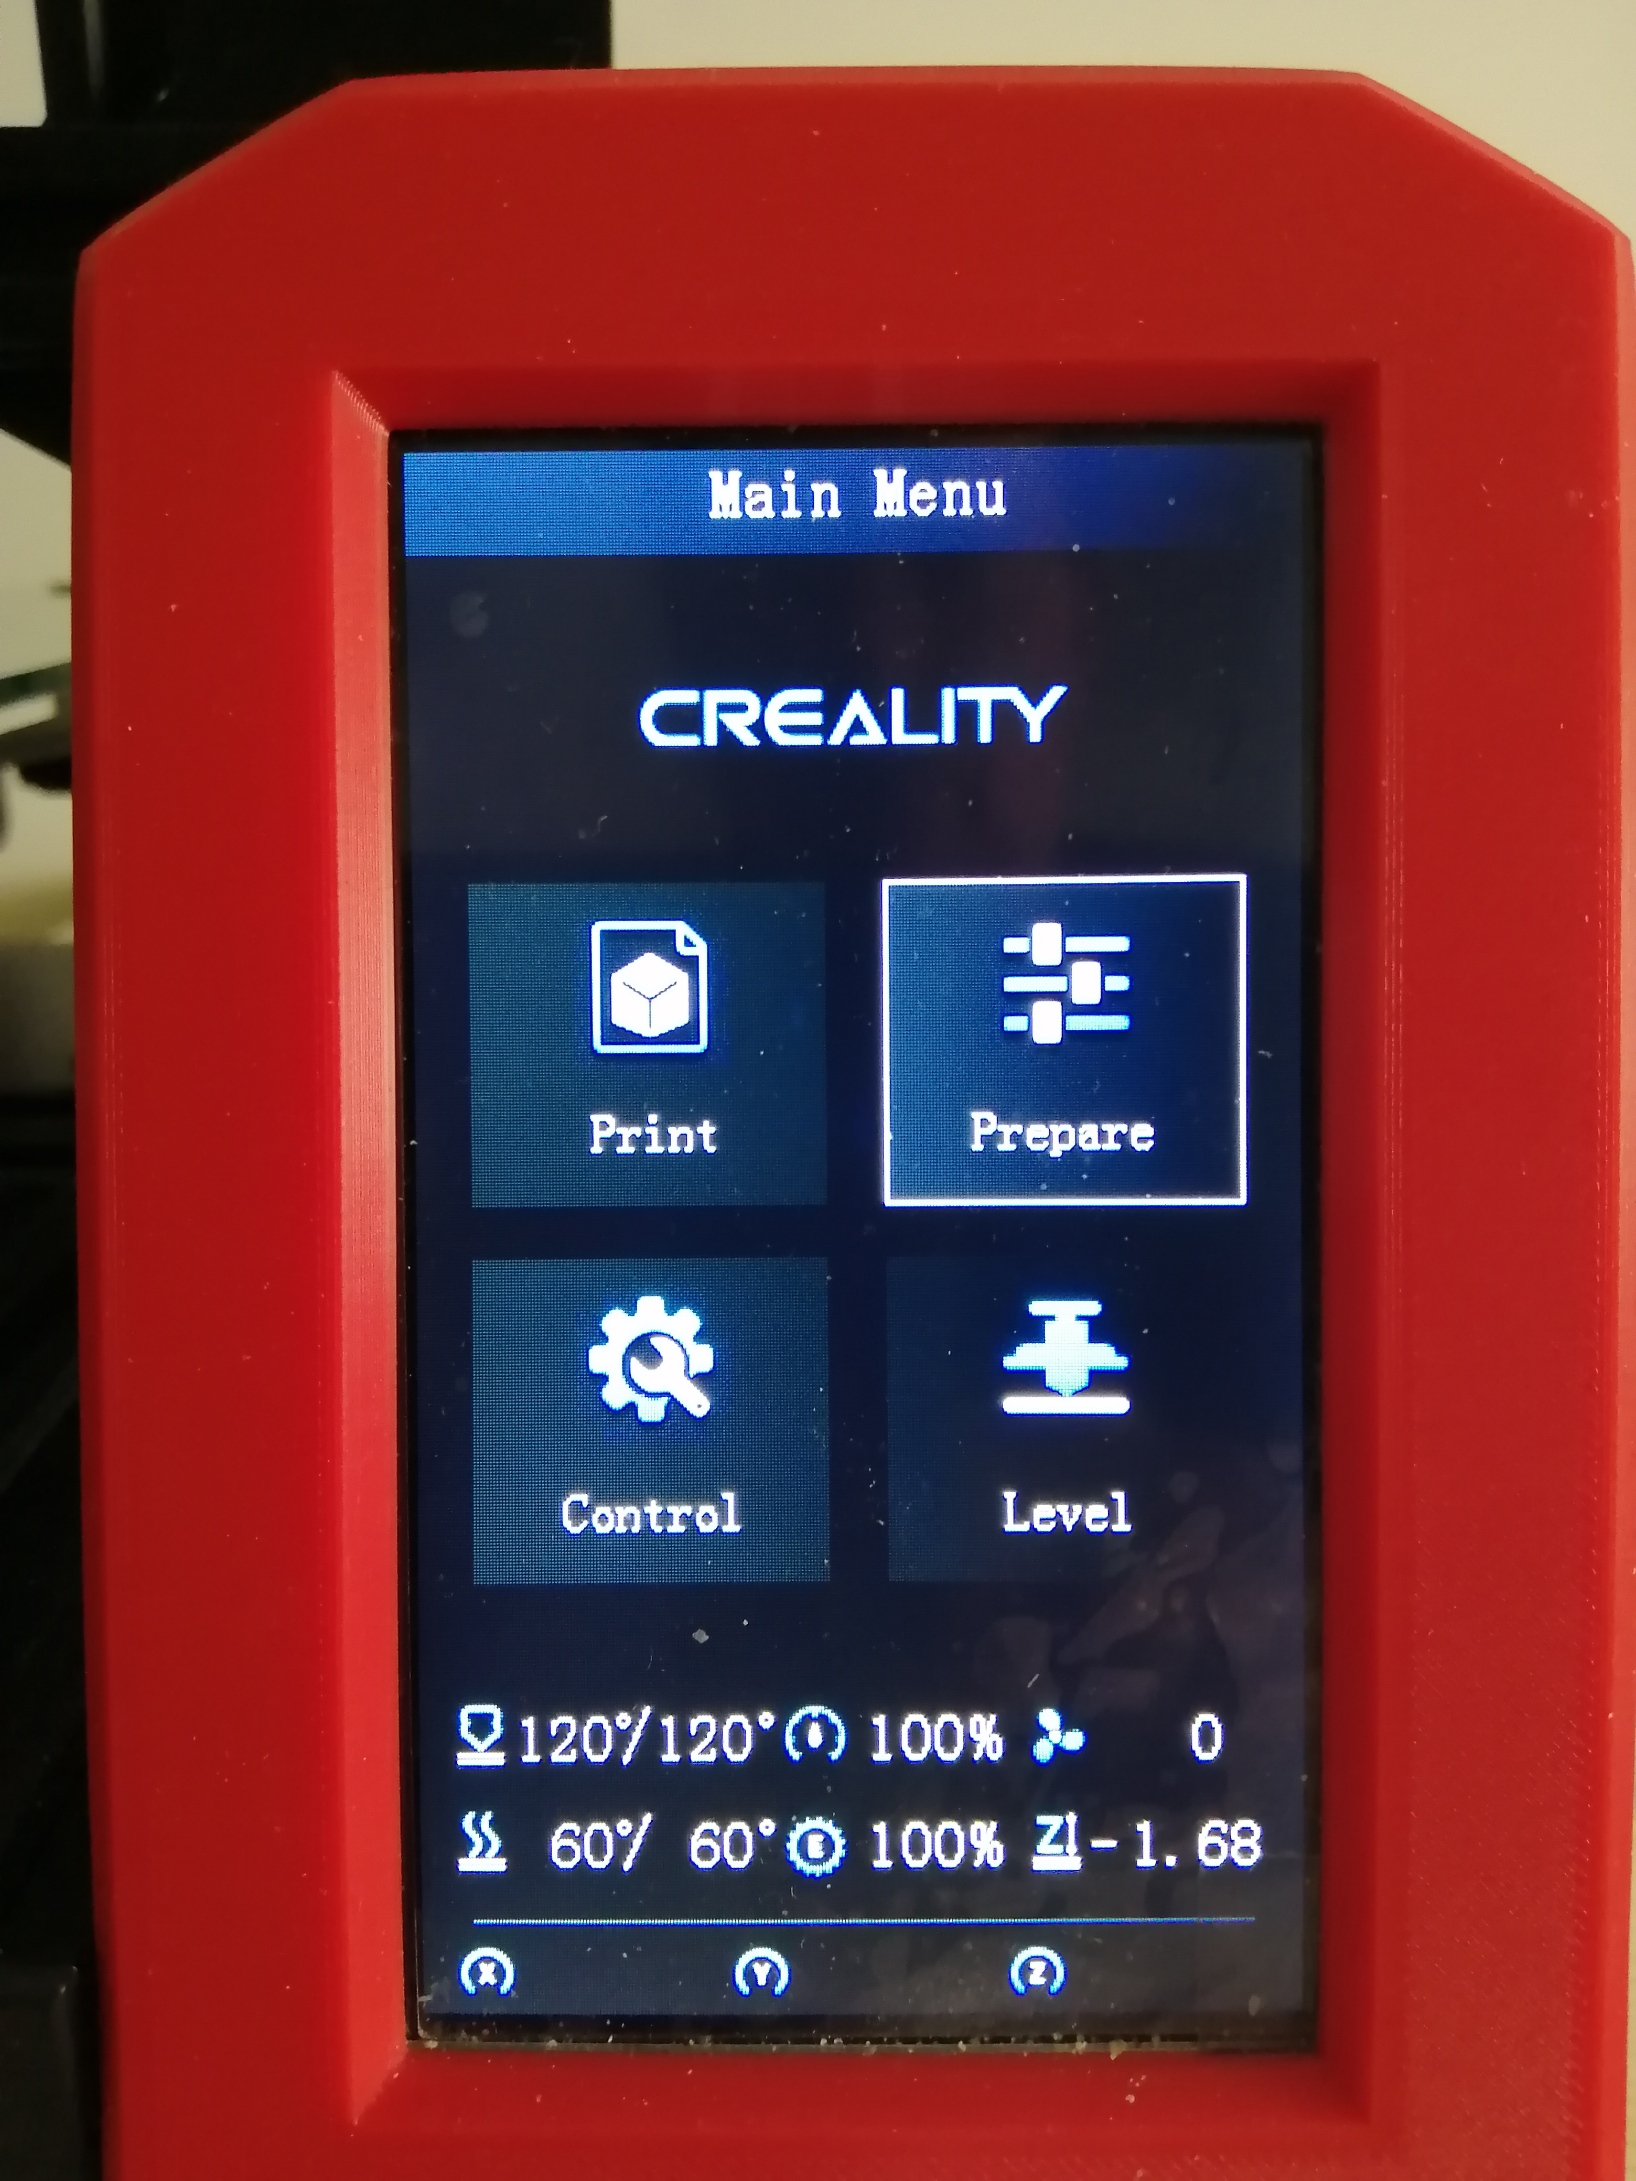 Main Menu
CREALITY
Print Prepare
Control Level
120°/120° 100% 0
60°/ 60° E 100% Z -1.68
X Y Z